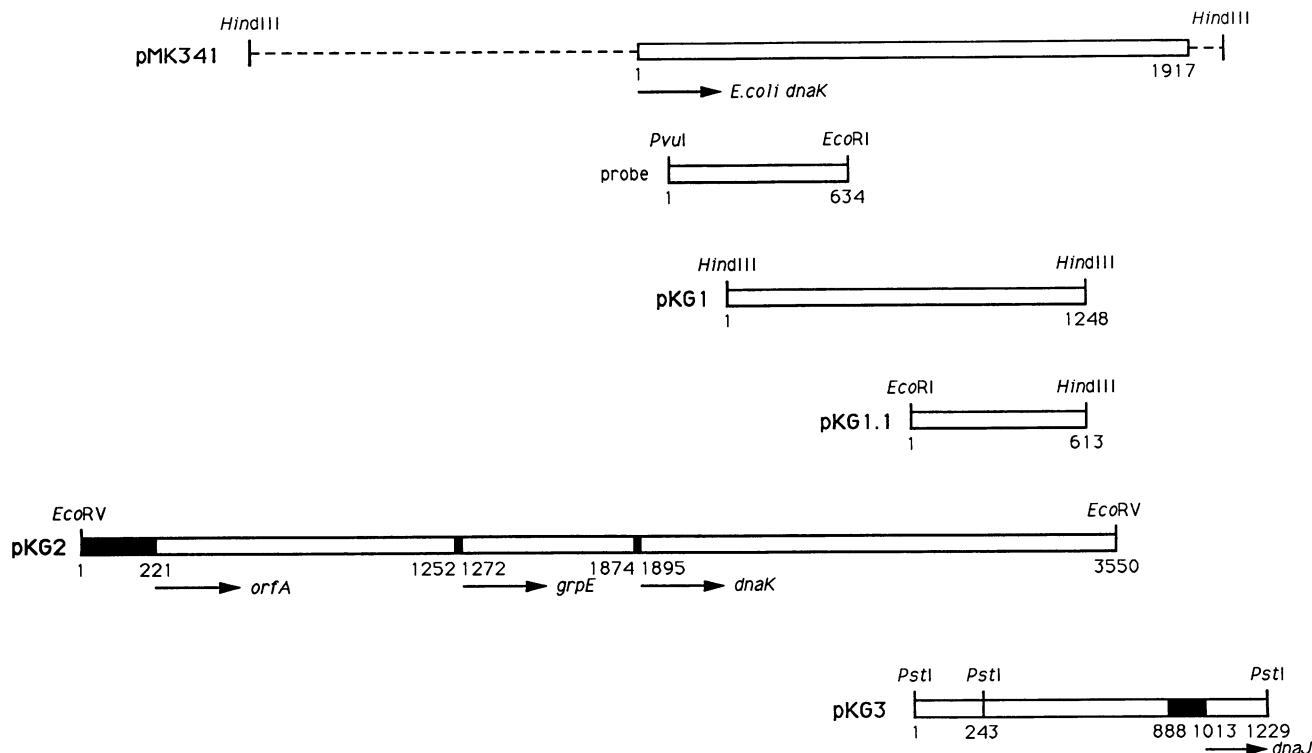 HindIII HindIII
pMK341
1 1917
E.coli dnaK
PvuI EcoRI
probe
1 634
HindIII HindIII
pKG1
1 1248
EcoRI HindIII
pKG1.1
1 613
EcoRV EcoRV
pKG2
1 221 1252 1272 1874 1895 3550
orfA grpE dnaK
PstI PstI PstI
pKG3
1 243 888 1013 1229
dnaJ